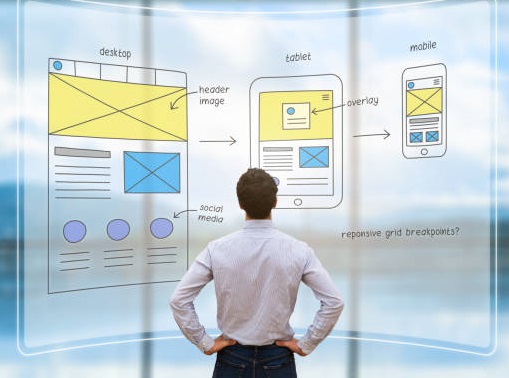 desktop
tablet
mobile
header
image
overlay
social
media
reponsive grid breakpoints?